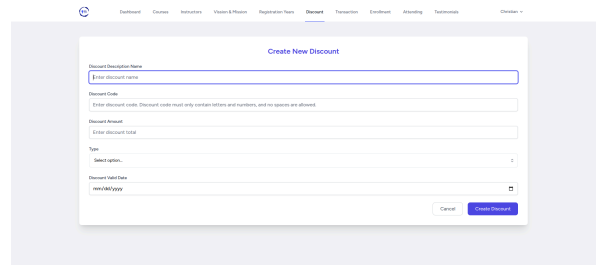 Dashboard Courses Instructors Vission & Mission Registration Years Discount Transaction Enrollment Attending Testimonials Christian
Create New Discount
Discount Description Name
Enter discount name
Discount Code
Enter discount code. Discount code must only contain letters and numbers, and no spaces are allowed.
Discount Amount
Enter discount total
Type
Select option...
Discount Valid Date
mm/dd/yyyy
Cancel Create Discount